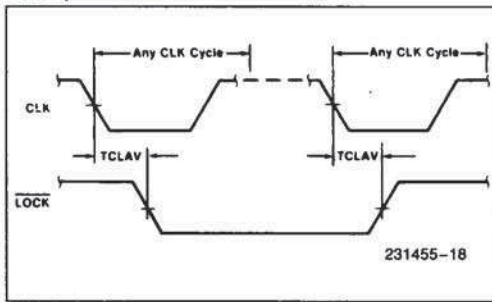 Any CLK Cycle Any CLK Cycle
CLK
TCLAV TCLAV
LOCK
231455-18